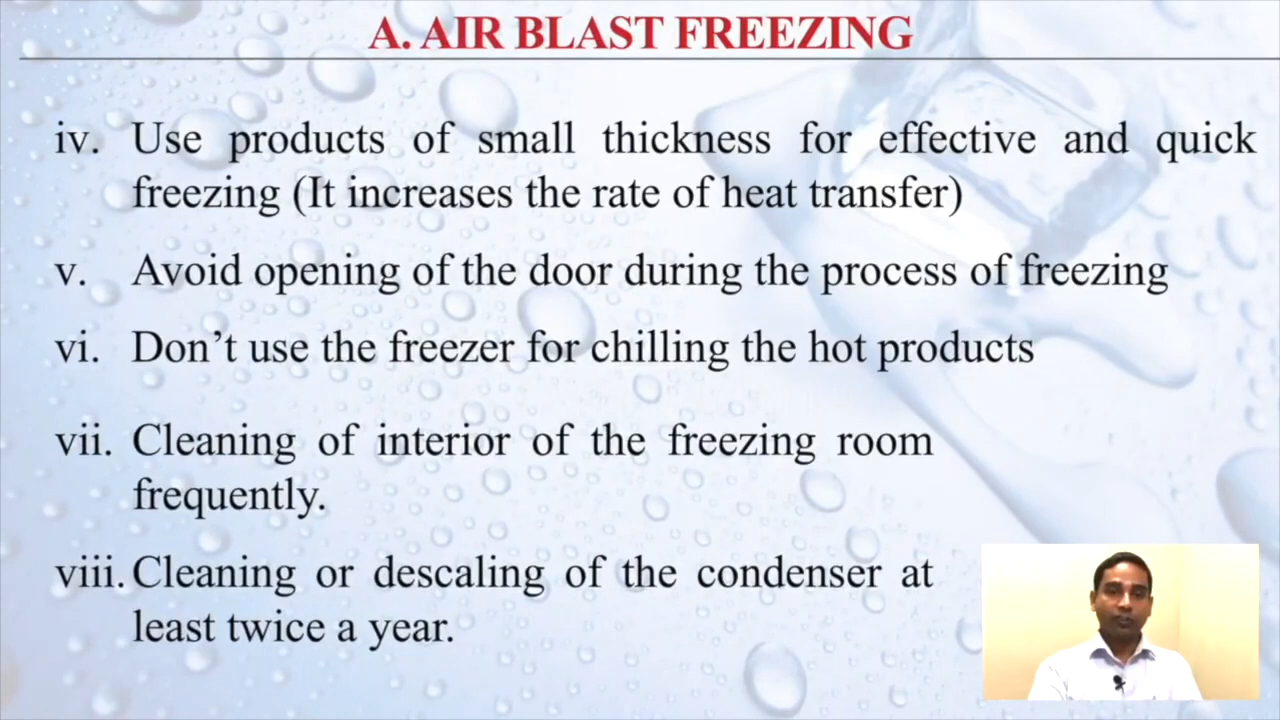 A. AIR BLAST FREEZING
iv. Use products of small thickness for effective and quick
freezing (It increases the rate of heat transfer)
v. Avoid opening of the door during the process of freezing
vi. Don’t use the freezer for chilling the hot products
vii. Cleaning of interior of the freezing room
frequently.
viii. Cleaning or descaling of the condenser at
least twice a year.